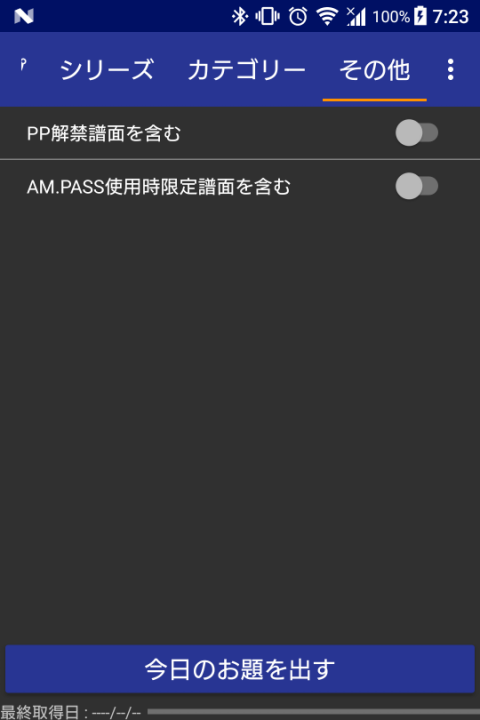 100% 7:23
シリーズ カテゴリー その他
PP解禁譜面を含む
AM.PASS使用時限定譜面を含む
今日のお題を出す
最終取得日 : ----/--/--